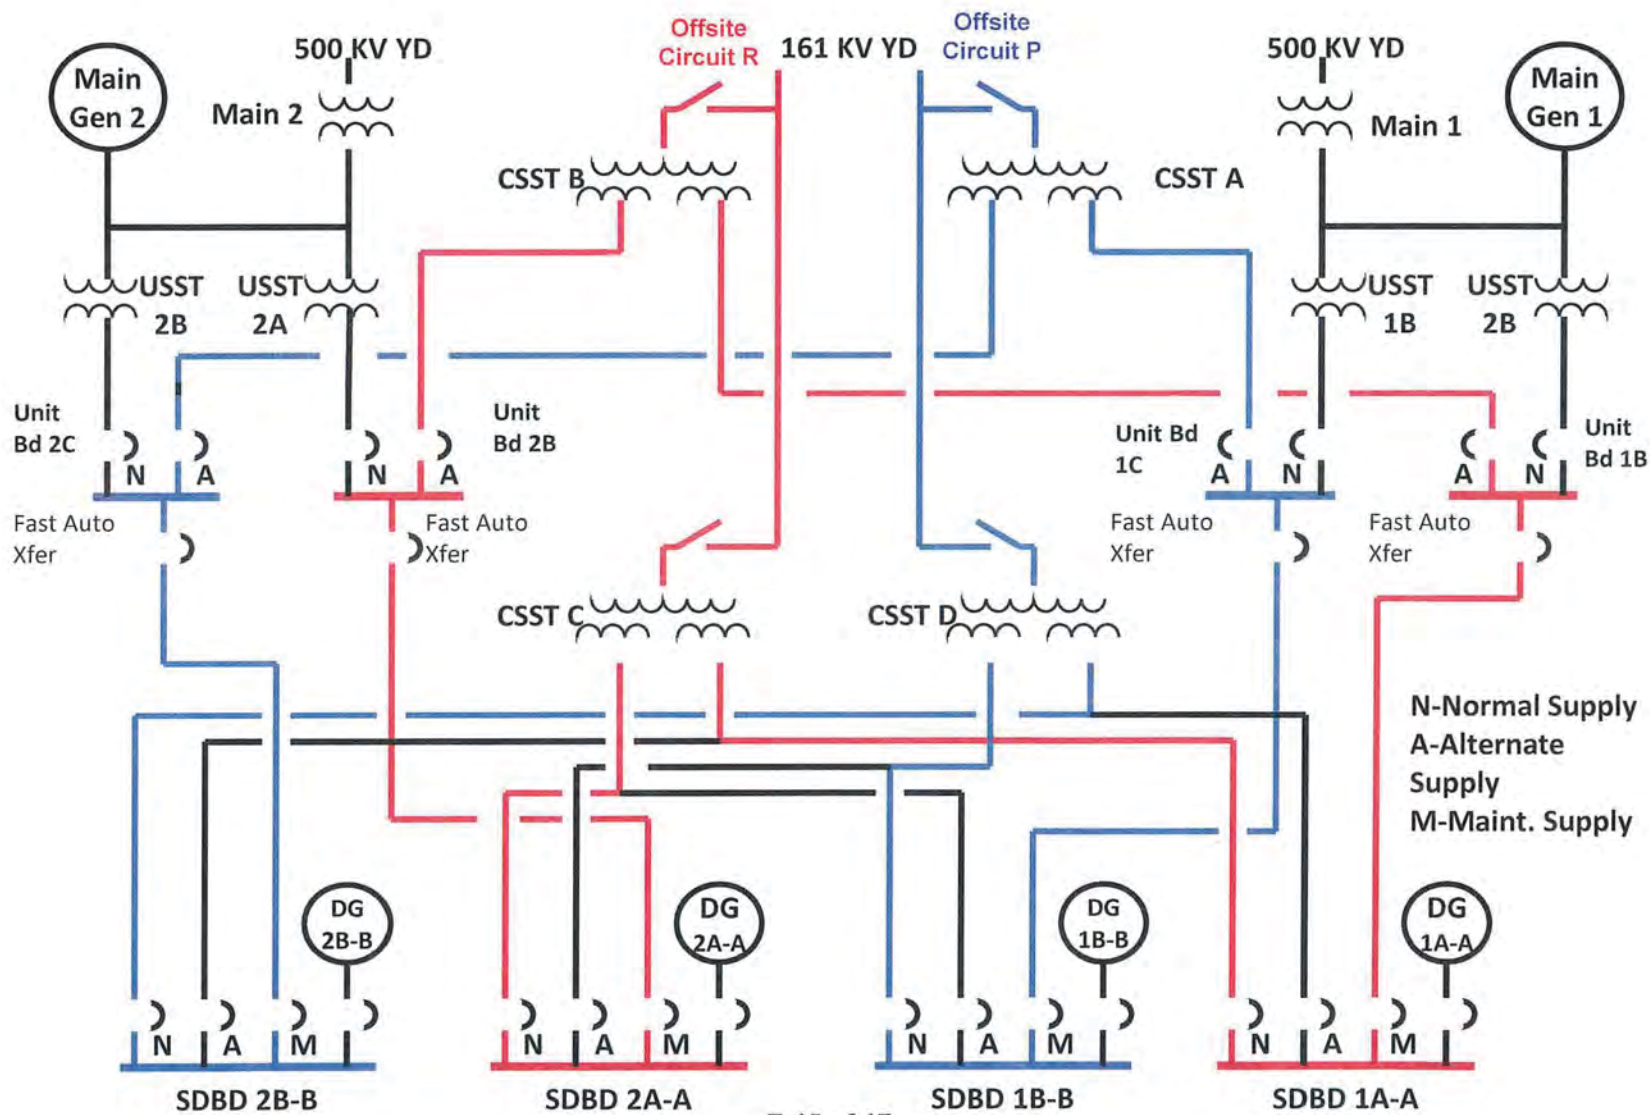 Offsite
Circuit R
Offsite
Circuit P
500 KV YD
161 KV YD
500 KV YD
Main
Gen 2
Main 2
Main 1
Main
Gen 1
CSST B
CSST A
USST
2B
USST
2A
USST
1B
USST
2B
Unit
Bd 2C
N
A
N
A
Unit
Bd 2B
Unit Bd
1C
A
N
A
N
Unit
Bd 1B
Fast Auto
Xfer
Fast Auto
Xfer
Fast Auto
Xfer
Fast Auto
Xfer
CSST C
CSST D
N-Normal Supply
A-Alternate
Supply
M-Maint. Supply
DG
2B-B
DG
2A-A
DG
1B-B
DG
1A-A
N A M
N A M
N A M
N A M
SDBD 2B-B
SDBD 2A-A
SDBD 1B-B
SDBD 1A-A